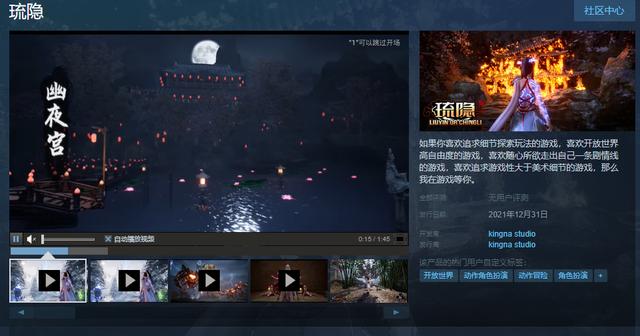 琉隐
社区中心
"1"可以跳过开场
幽夜宫
琉隐
如果你喜欢追求细节探索玩法的游戏，喜欢开放世界
高自由度的游戏，喜欢随心所欲走出自己一条剧情线
的游戏，喜欢追求游戏性大于美术细节的游戏，那么
我在游戏等你。
全部评测： 无用户评测
发行日期： 2021年12月31日
开发商： kingna studio
发行商： kingna studio
该产品的热门用户自定义标签：
开放世界 动作角色扮演 动作冒险 角色扮演 +
自动播放视频 0:15 / 1:45